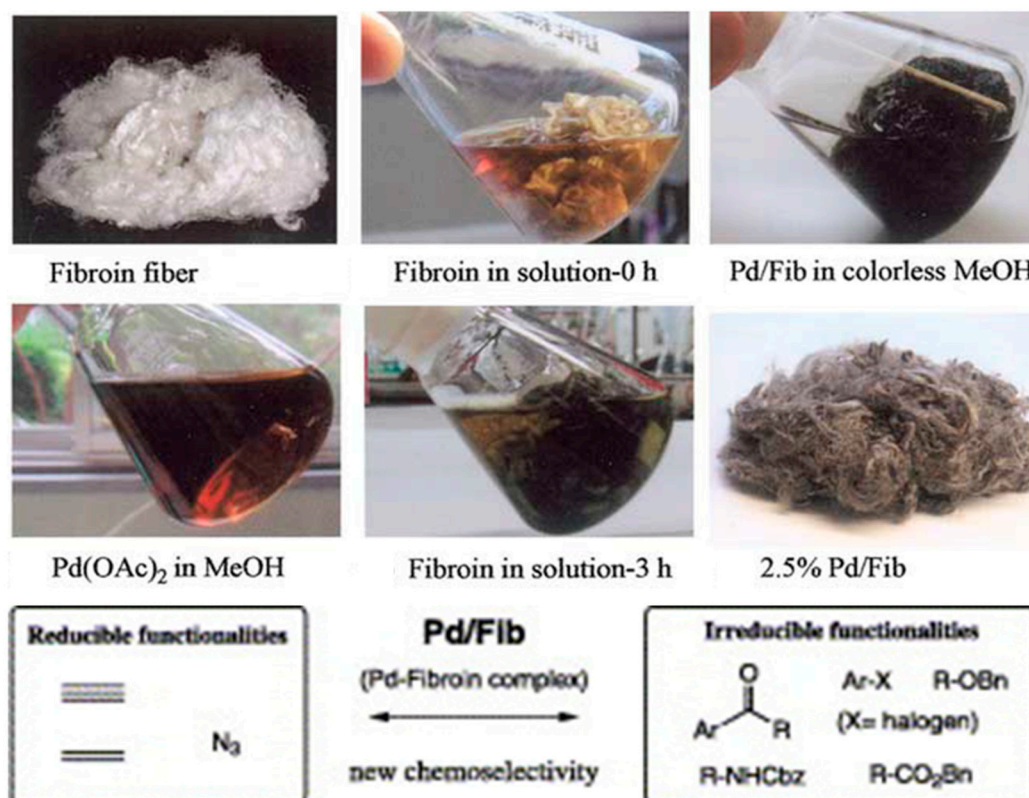 Fibroin fiber
Fibroin in solution-0 h
Pd/Fib in colorless MeOH
Pd(OAc)₂ in MeOH
Fibroin in solution-3 h
2.5% Pd/Fib
Reducible functionalities
N₃
Pd/Fib
(Pd-Fibroin complex)
new chemoselectivity
Irreducible functionalities
O
Ar
R
Ar-X
R-OBn
(X= halogen)
R-NHCbz
R-CO₂Bn